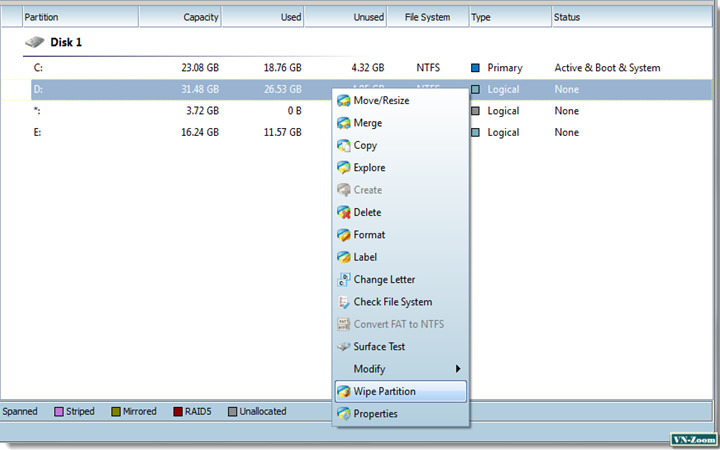 Partition Capacity Used Unused File System Type Status
Disk 1
C: 23.08 GB 18.76 GB 4.32 GB NTFS Primary Active & Boot & System
D: 31.48 GB 26.53 GB Logical None
*: 3.72 GB 0 B Logical None
E: 16.24 GB 11.57 GB Logical None
Move/Resize
Merge
Copy
Explore
Create
Delete
Format
Label
Change Letter
Check File System
Convert FAT to NTFS
Surface Test
Modify
Wipe Partition
Properties
Spanned Striped Mirrored RAID5 Unallocated
VN-Zoom